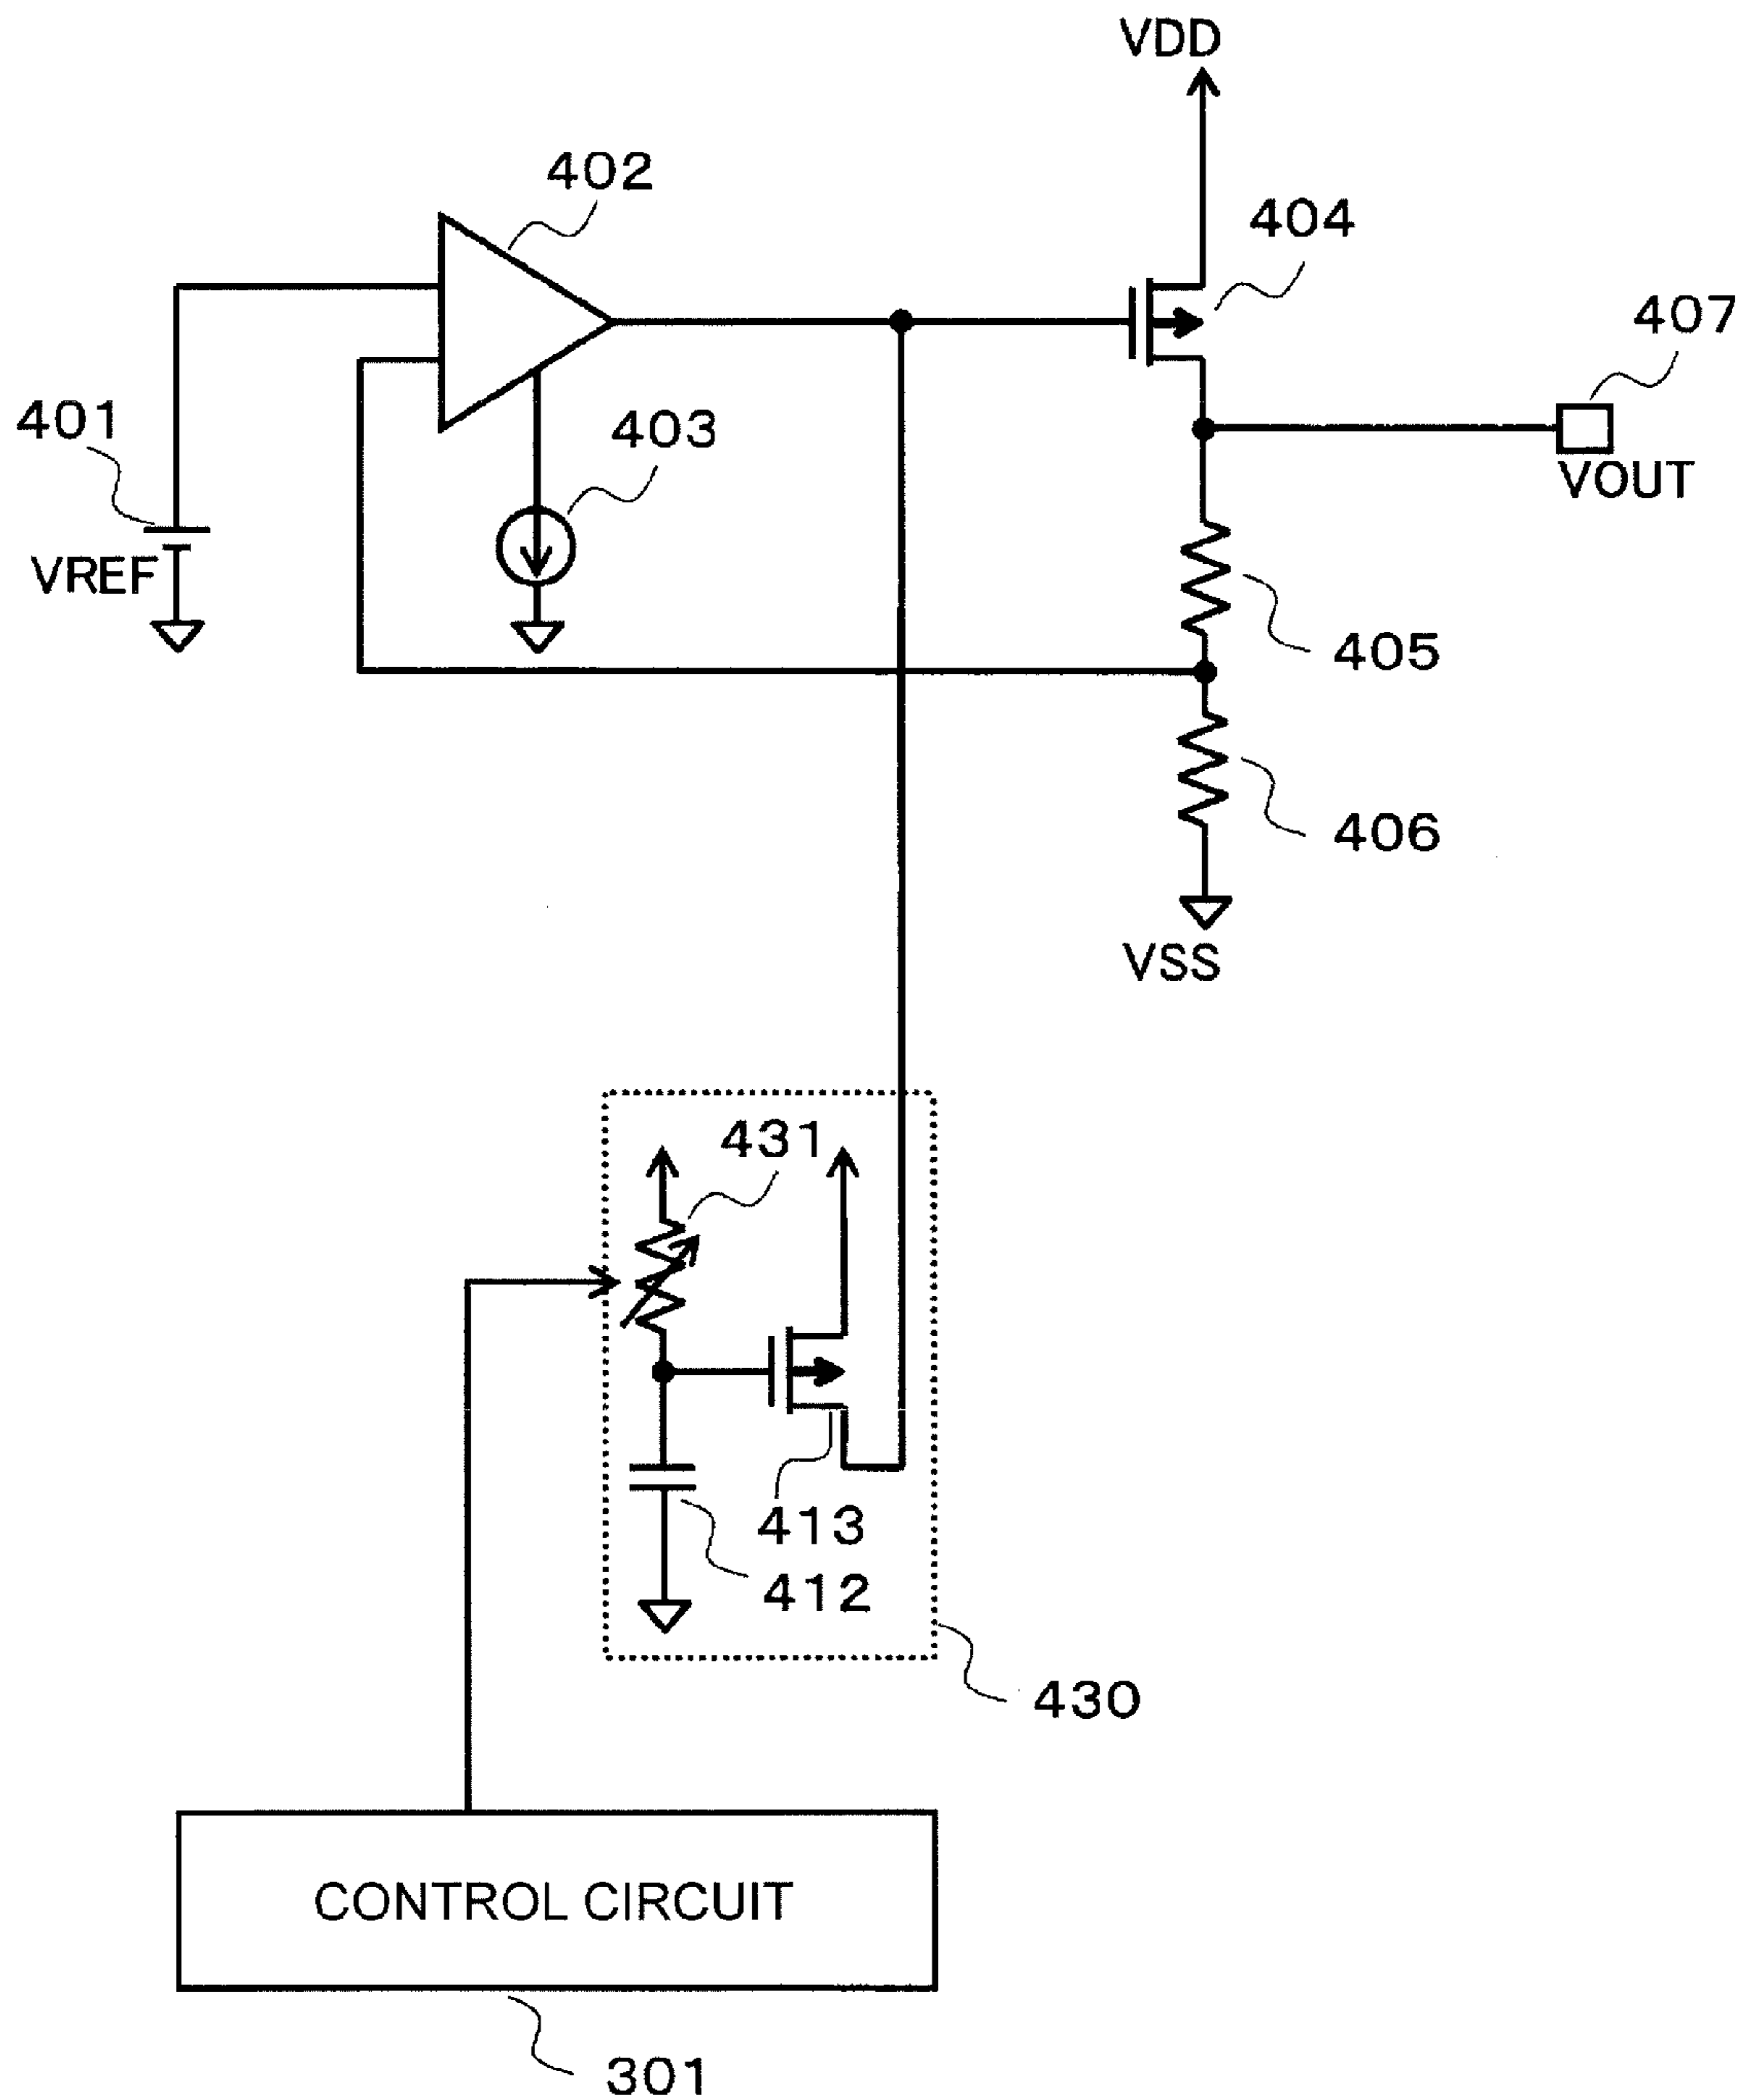 VDD
402
404
407
401
403
VOUT
VREF
405
406
VSS
431
413
412
430
CONTROL CIRCUIT
301